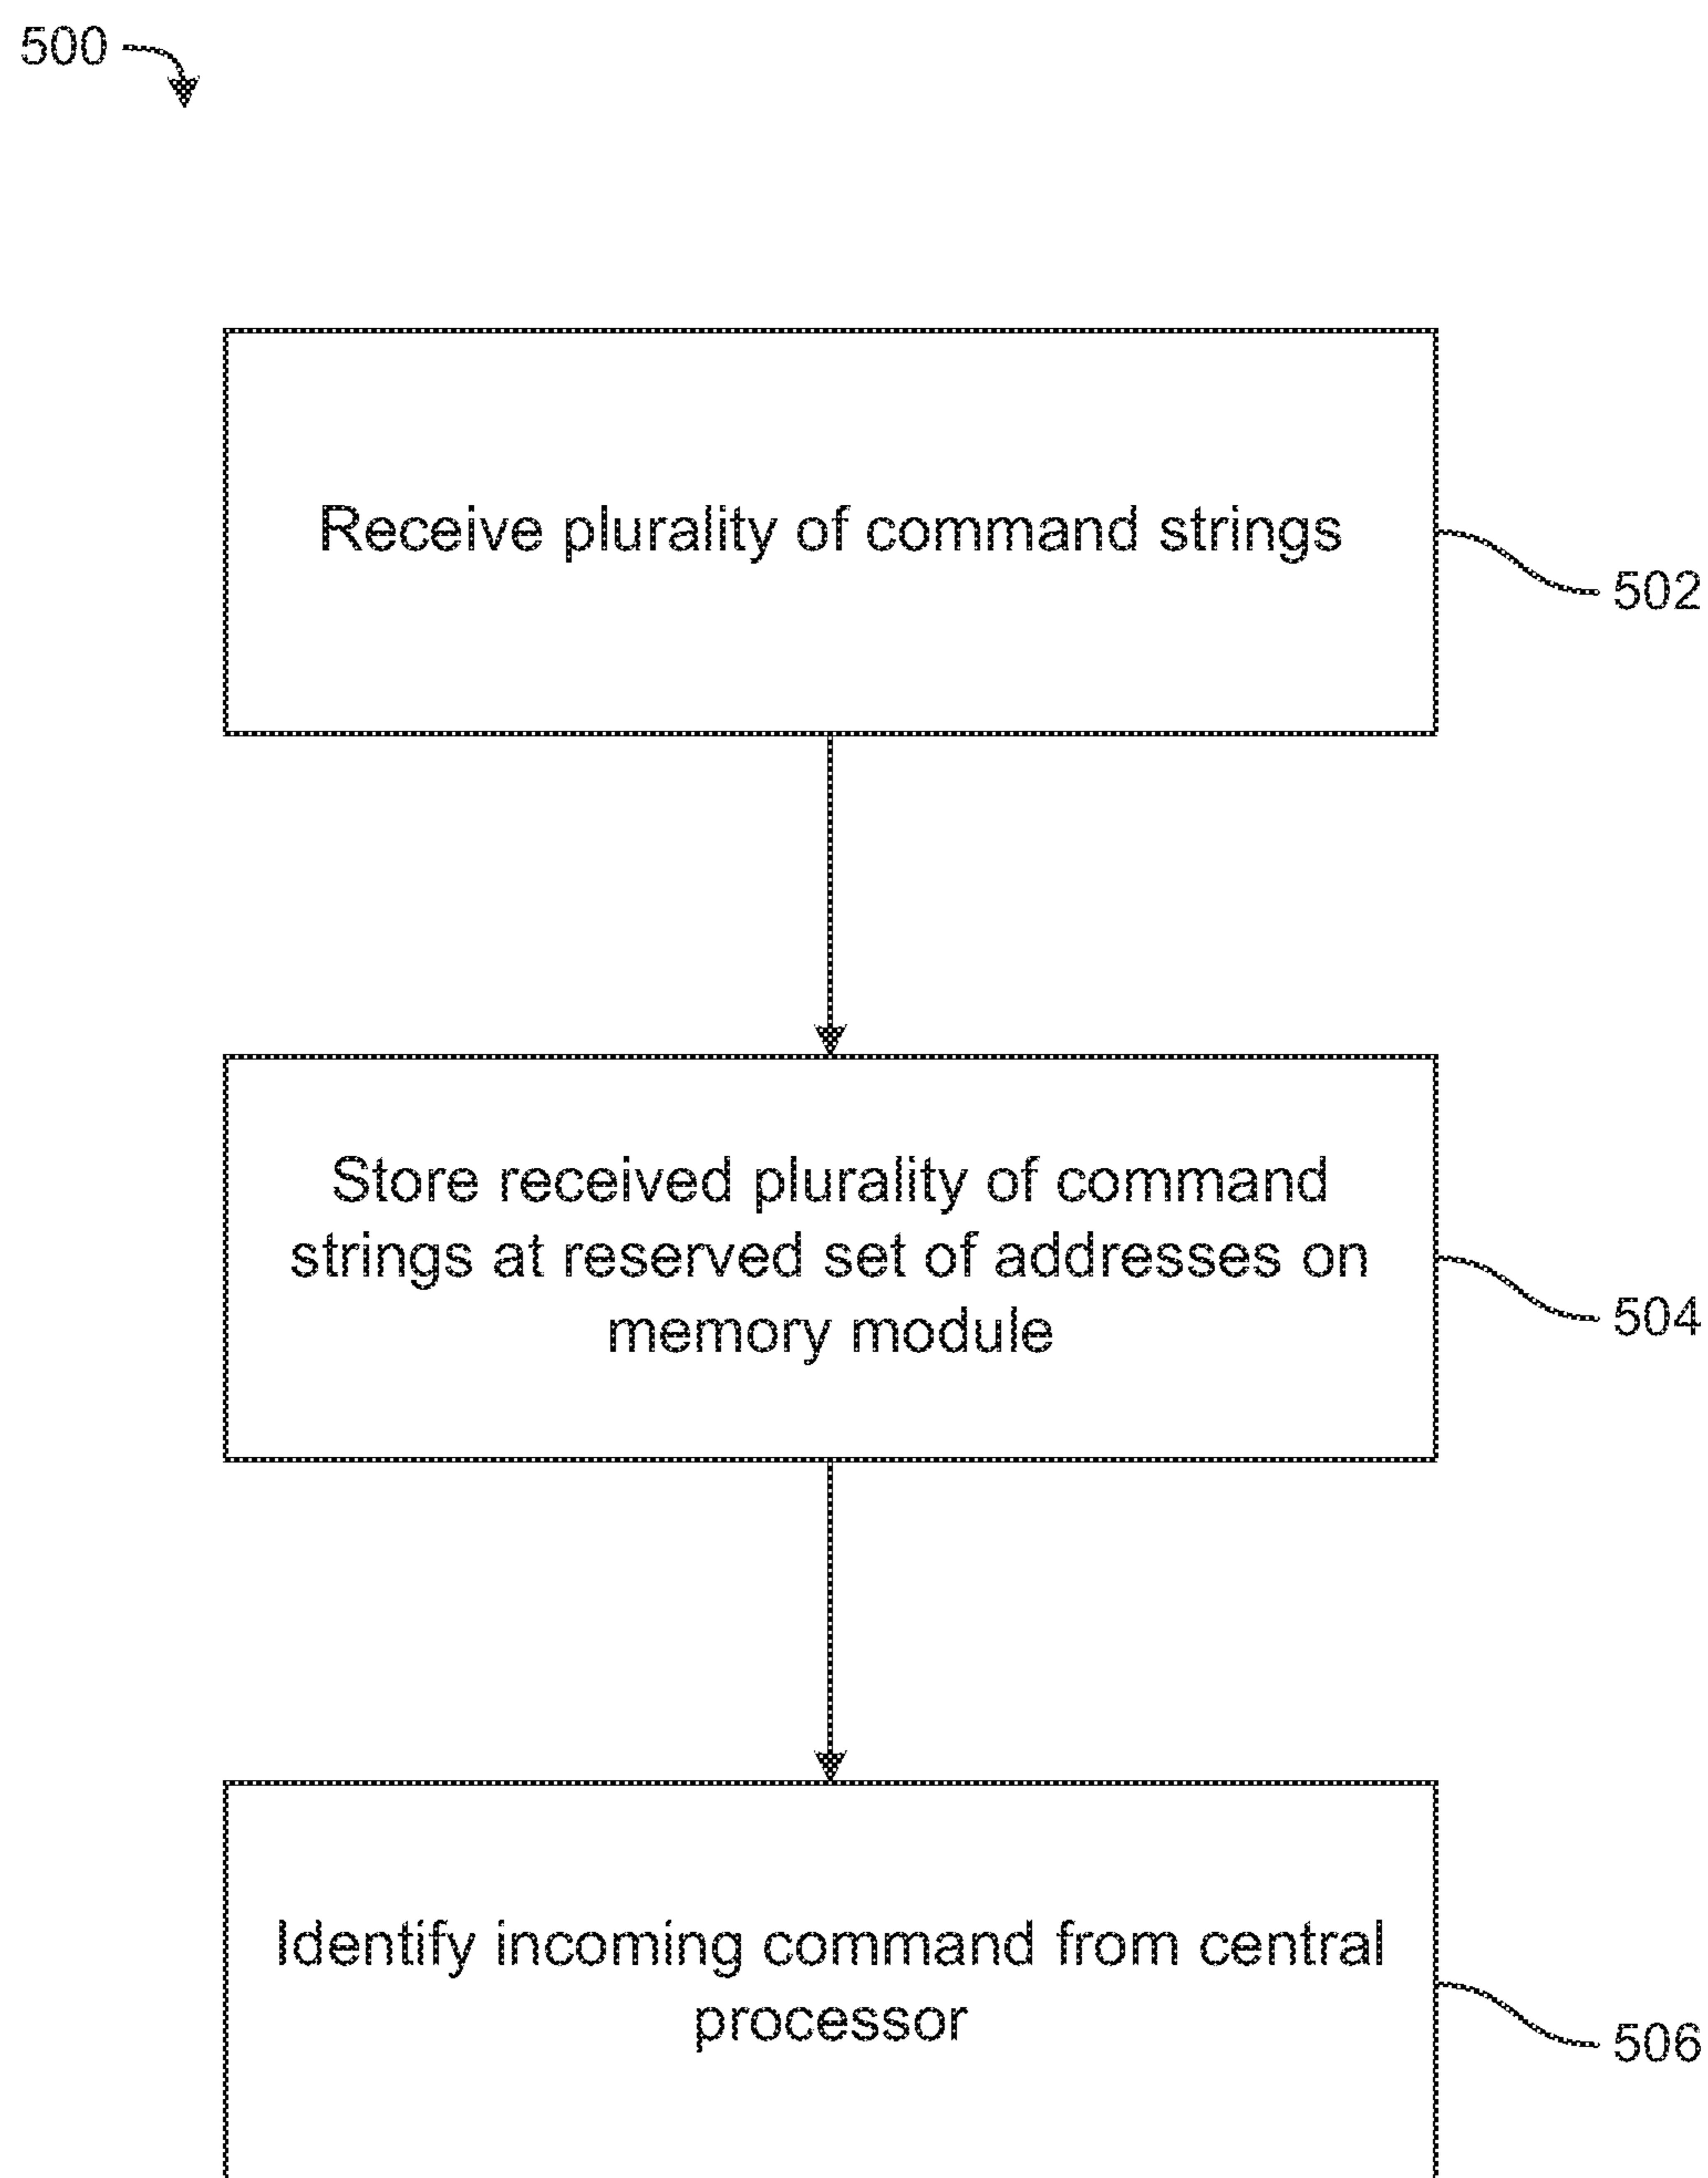 500
Receive plurality of command strings
502
Store received plurality of command
strings at reserved set of addresses on
memory module
504
Identify incoming command from central
processor
506